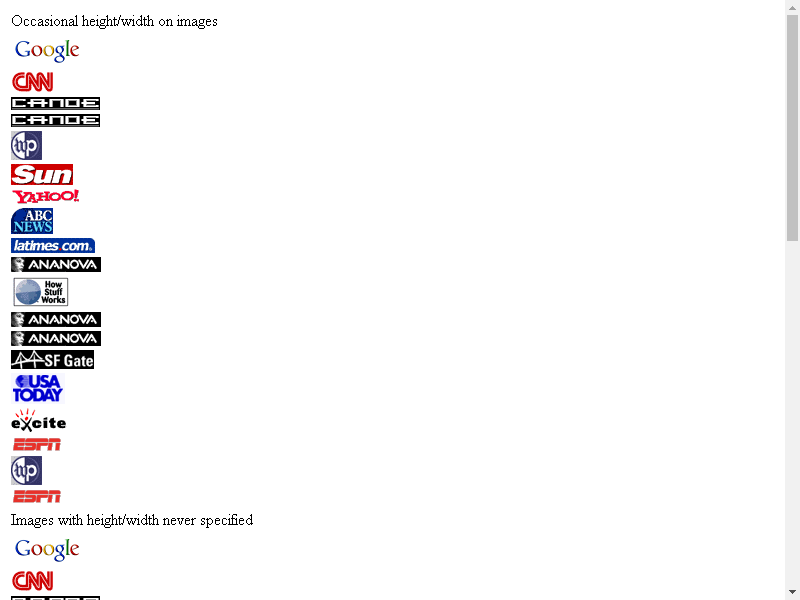 Occasional height/width on images
Google
CNN
CANOE
CANOE
wp
Sun
YAHOO!
ABC
NEWS
latimes.com
ANANOVA
How
Stuff
Works
ANANOVA
ANANOVA
SF Gate
USA
TODAY
excite
ESPN
wp
ESPN
Images with height/width never specified
Google
CNN